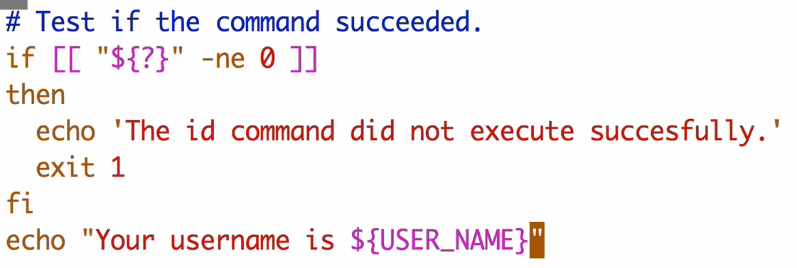 # Test if the command succeeded.
if [[ "${?}" -ne 0 ]]
then
  echo 'The id command did not execute succesfully.'
  exit 1
fi
echo "Your username is ${USER_NAME}"